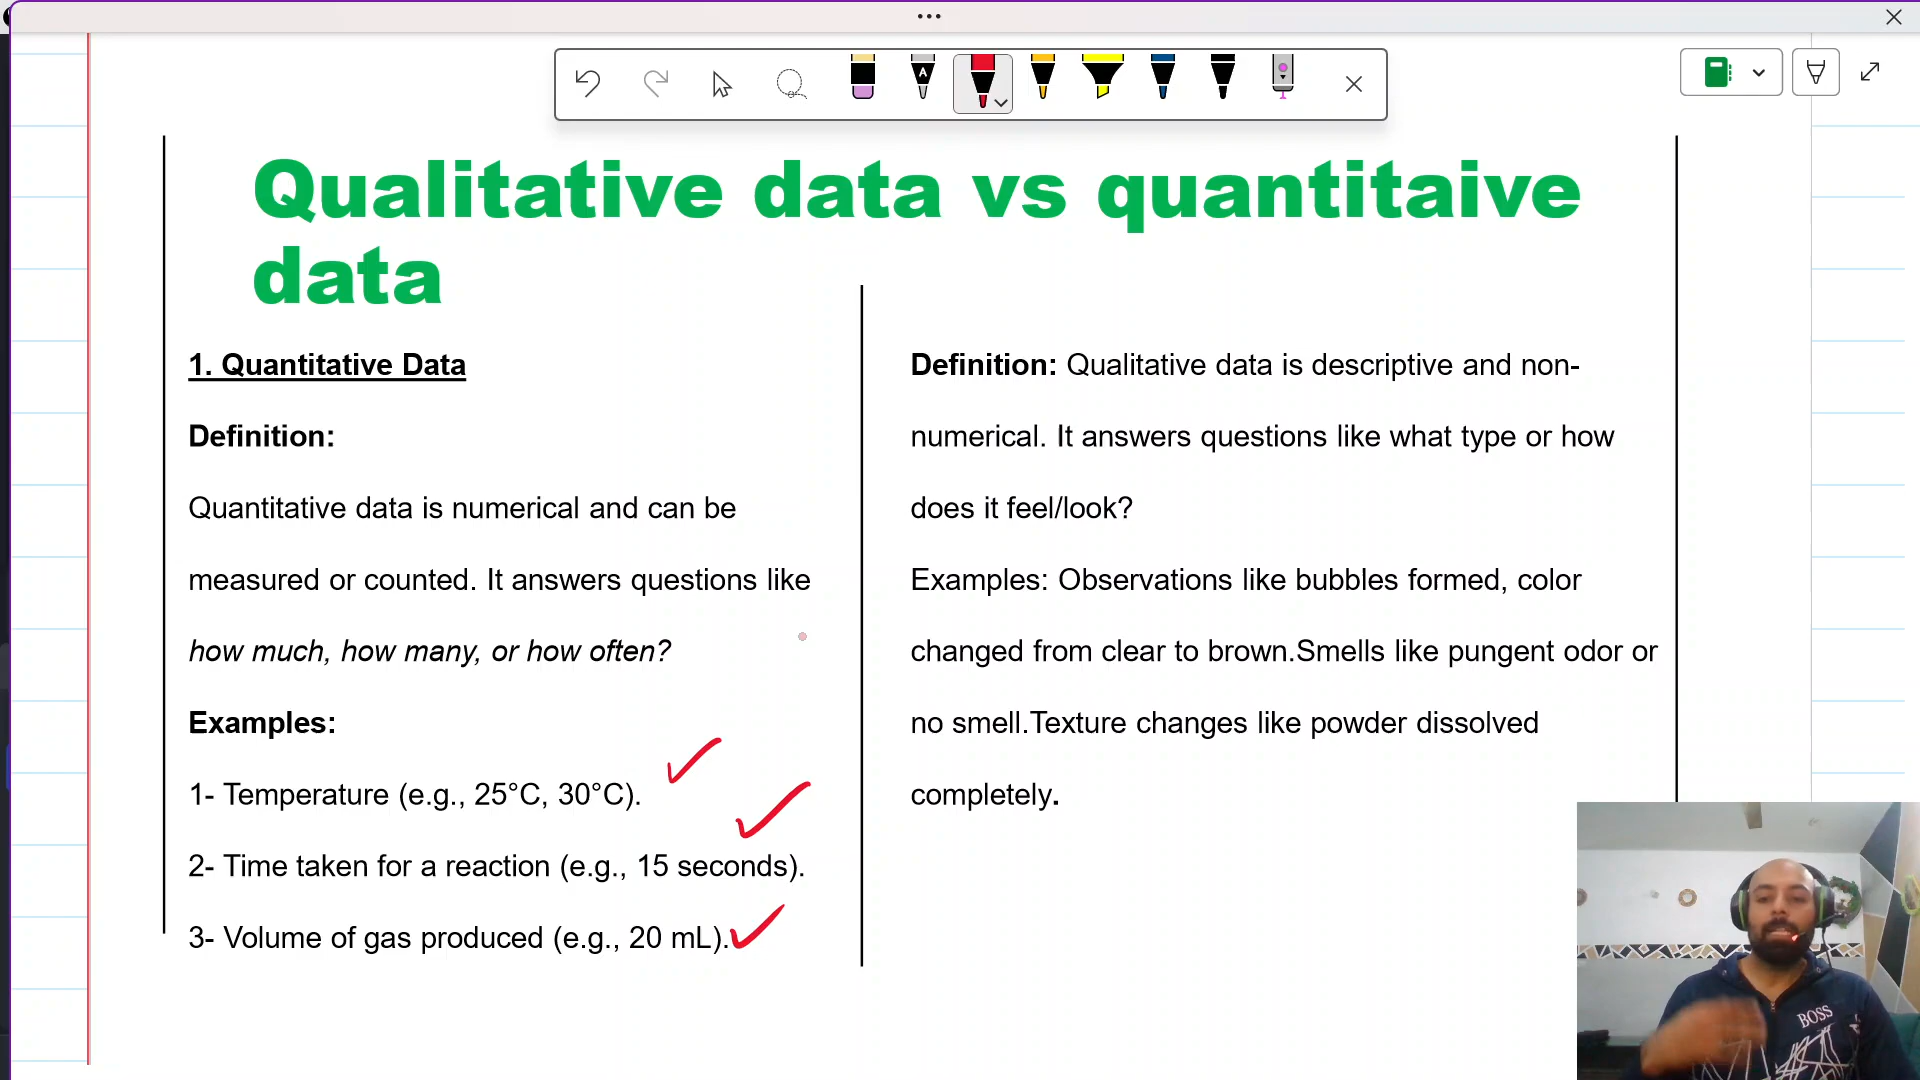 Qualitative data vs quantitaive
data
1. Quantitative Data
Definition:
Quantitative data is numerical and can be
measured or counted. It answers questions like
how much, how many, or how often?
Examples:
1- Temperature (e.g., 25°C, 30°C).
2- Time taken for a reaction (e.g., 15 seconds).
3- Volume of gas produced (e.g., 20 mL).
Definition: Qualitative data is descriptive and non-
numerical. It answers questions like what type or how
does it feel/look?
Examples: Observations like bubbles formed, color
changed from clear to brown.Smells like pungent odor or
no smell.Texture changes like powder dissolved
completely.
A
BOSS